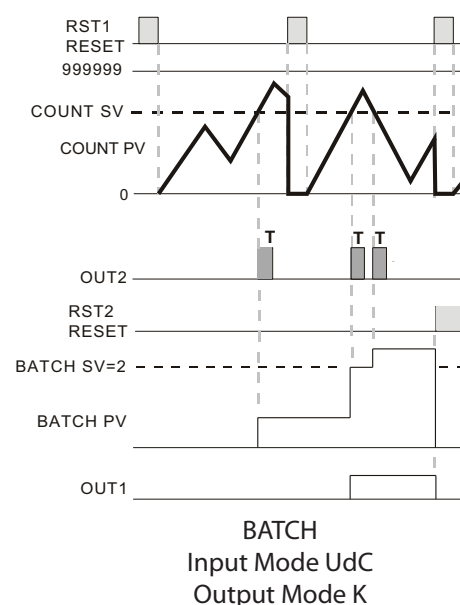 RST1
RESET
999999
COUNT SV
COUNT PV
0
T
T T
OUT2
RST2
RESET
BATCH SV=2
BATCH PV
OUT1
BATCH
Input Mode UdC
Output Mode K